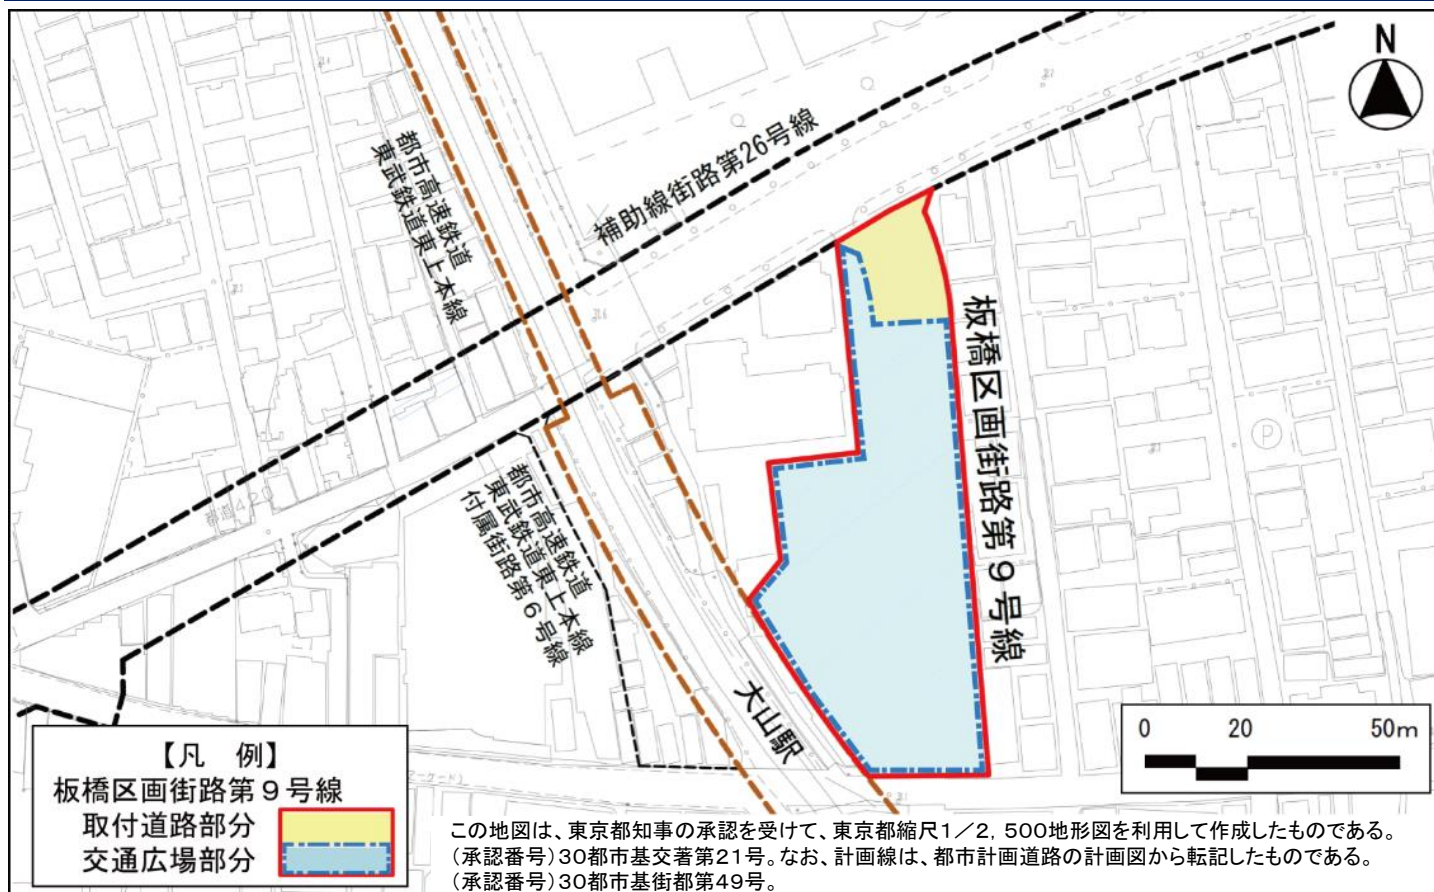 N
補助線街路第26号線
都市高速鉄道
東武鉄道東上本線
板橋区画街路第9号線
都市高速鉄道
東武鉄道東上本線
付属街路第6号線
大山駅
P
0 20 50m
【凡 例】
板橋区画街路第9号線
取付道路部分
交通広場部分
この地図は、東京都知事の承認を受けて、東京都縮尺1/2,500地形図を利用して作成したものである。
(承認番号)30都市基交著第21号。なお、計画線は、都市計画道路の計画図から転記したものである。
(承認番号)30都市基街都第49号。